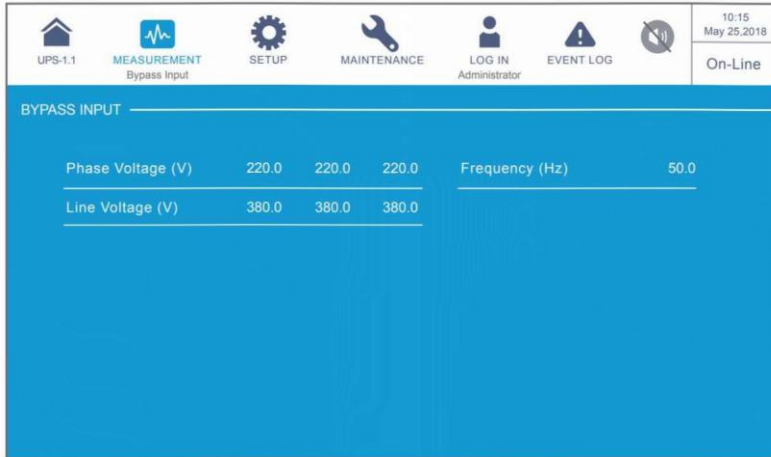 10:15
May 25,2018
UPS-1.1
MEASUREMENT
Bypass Input
SETUP
MAINTENANCE
LOG IN
Administrator
EVENT LOG
On-Line
BYPASS INPUT
Phase Voltage (V) 220.0 220.0 220.0 Frequency (Hz) 50.0
Line Voltage (V) 380.0 380.0 380.0